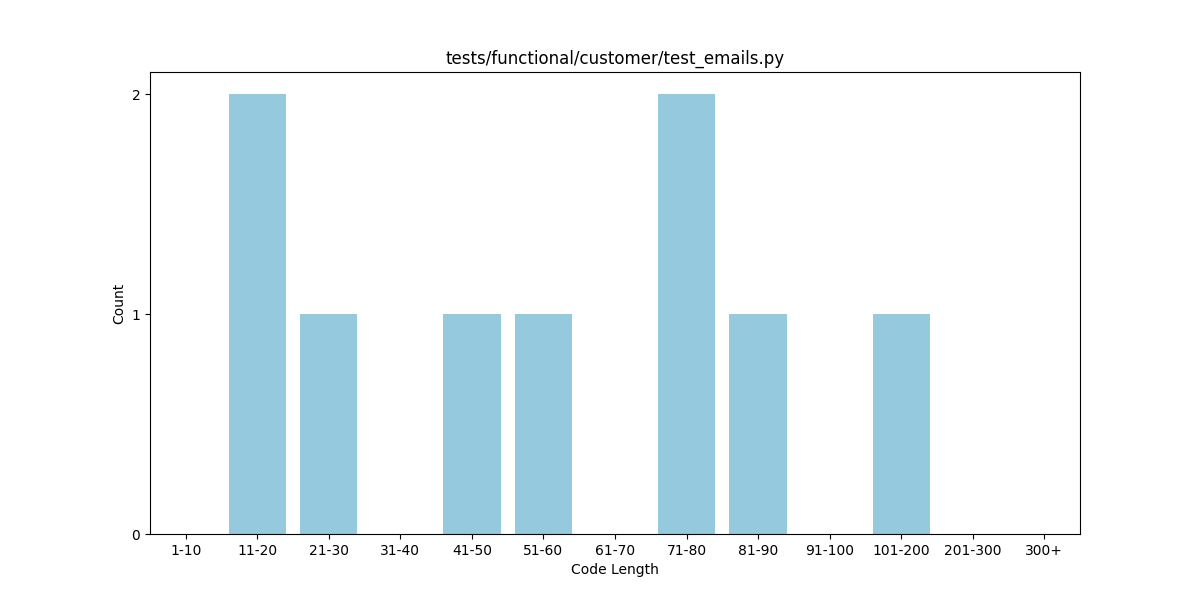 tests/functional/customer/test_emails.py
Count
2
1
0
1-10 11-20 21-30 31-40 41-50 51-60 61-70 71-80 81-90 91-100 101-200 201-300 300+
Code Length